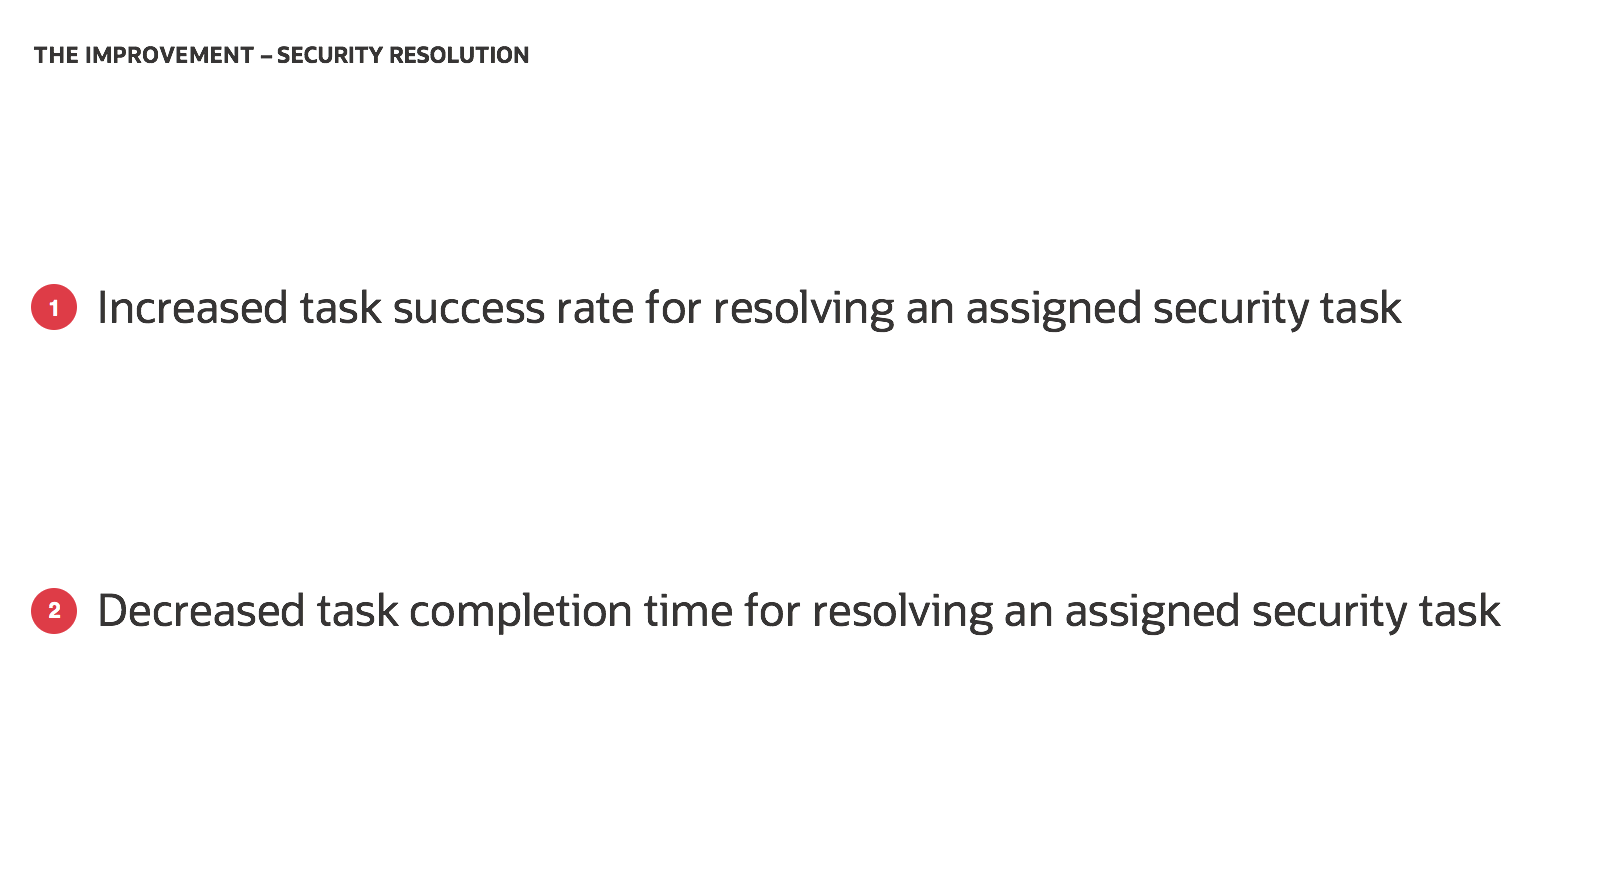 THE IMPROVEMENT – SECURITY RESOLUTION
1 Increased task success rate for resolving an assigned security task
2 Decreased task completion time for resolving an assigned security task